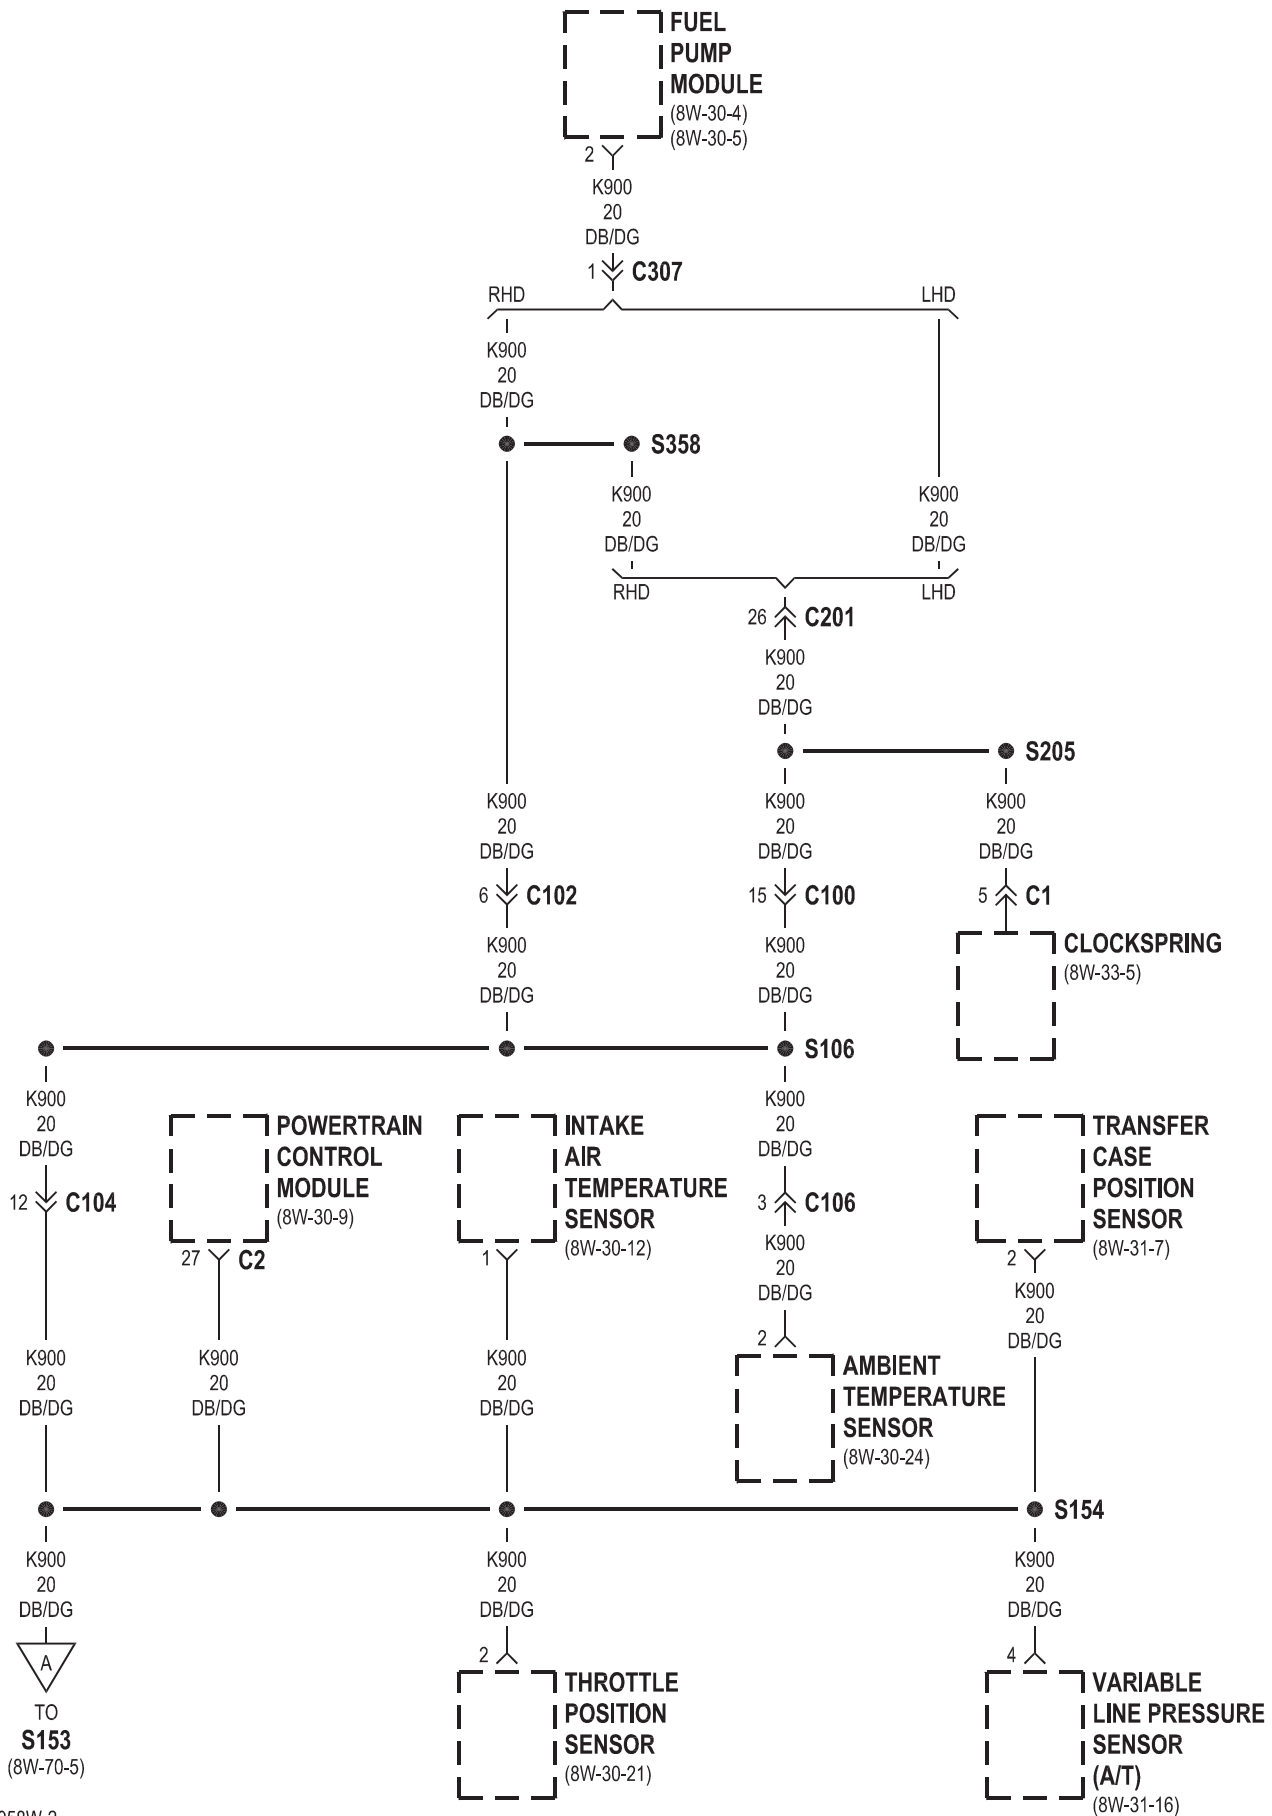 FUEL
PUMP
MODULE
(8W-30-4)
(8W-30-5)
2
K900
20
DB/DG
1 C307
RHD LHD
K900
20
DB/DG
S358
K900
20
DB/DG
K900
20
DB/DG
RHD LHD
26 C201
K900
20
DB/DG
S205
K900
20
DB/DG
K900
20
DB/DG
K900
20
DB/DG
6 C102
15 C100
5 C1
K900
20
DB/DG
K900
20
DB/DG
CLOCKSPRING
(8W-33-5)
S106
K900
20
DB/DG
12 C104
POWERTRAIN
CONTROL
MODULE
(8W-30-9)
27 C2
INTAKE
AIR
TEMPERATURE
SENSOR
(8W-30-12)
1
K900
20
DB/DG
3 C106
K900
20
DB/DG
2
TRANSFER
CASE
POSITION
SENSOR
(8W-31-7)
2
K900
20
DB/DG
K900
20
DB/DG
K900
20
DB/DG
K900
20
DB/DG
AMBIENT
TEMPERATURE
SENSOR
(8W-30-24)
S154
K900
20
DB/DG
A
TO
S153
(8W-70-5)
K900
20
DB/DG
2
THROTTLE
POSITION
SENSOR
(8W-30-21)
K900
20
DB/DG
4
VARIABLE
LINE PRESSURE
SENSOR
(A/T)
(8W-31-16)